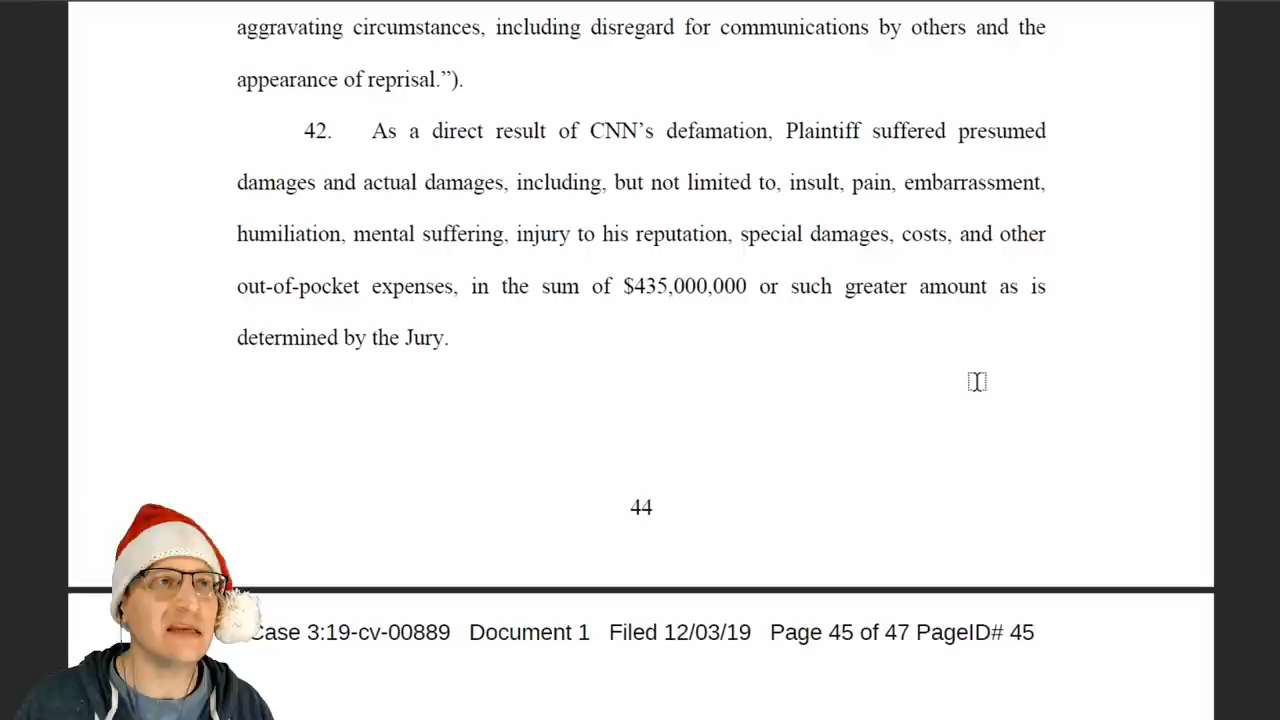 aggravating circumstances, including disregard for communications by others and the
appearance of reprisal.”).
42. As a direct result of CNN’s defamation, Plaintiff suffered presumed
damages and actual damages, including, but not limited to, insult, pain, embarrassment,
humiliation, mental suffering, injury to his reputation, special damages, costs, and other
out-of-pocket expenses, in the sum of $435,000,000 or such greater amount as is
determined by the Jury.
44
Case 3:19-cv-00889 Document 1 Filed 12/03/19 Page 45 of 47 PageID# 45